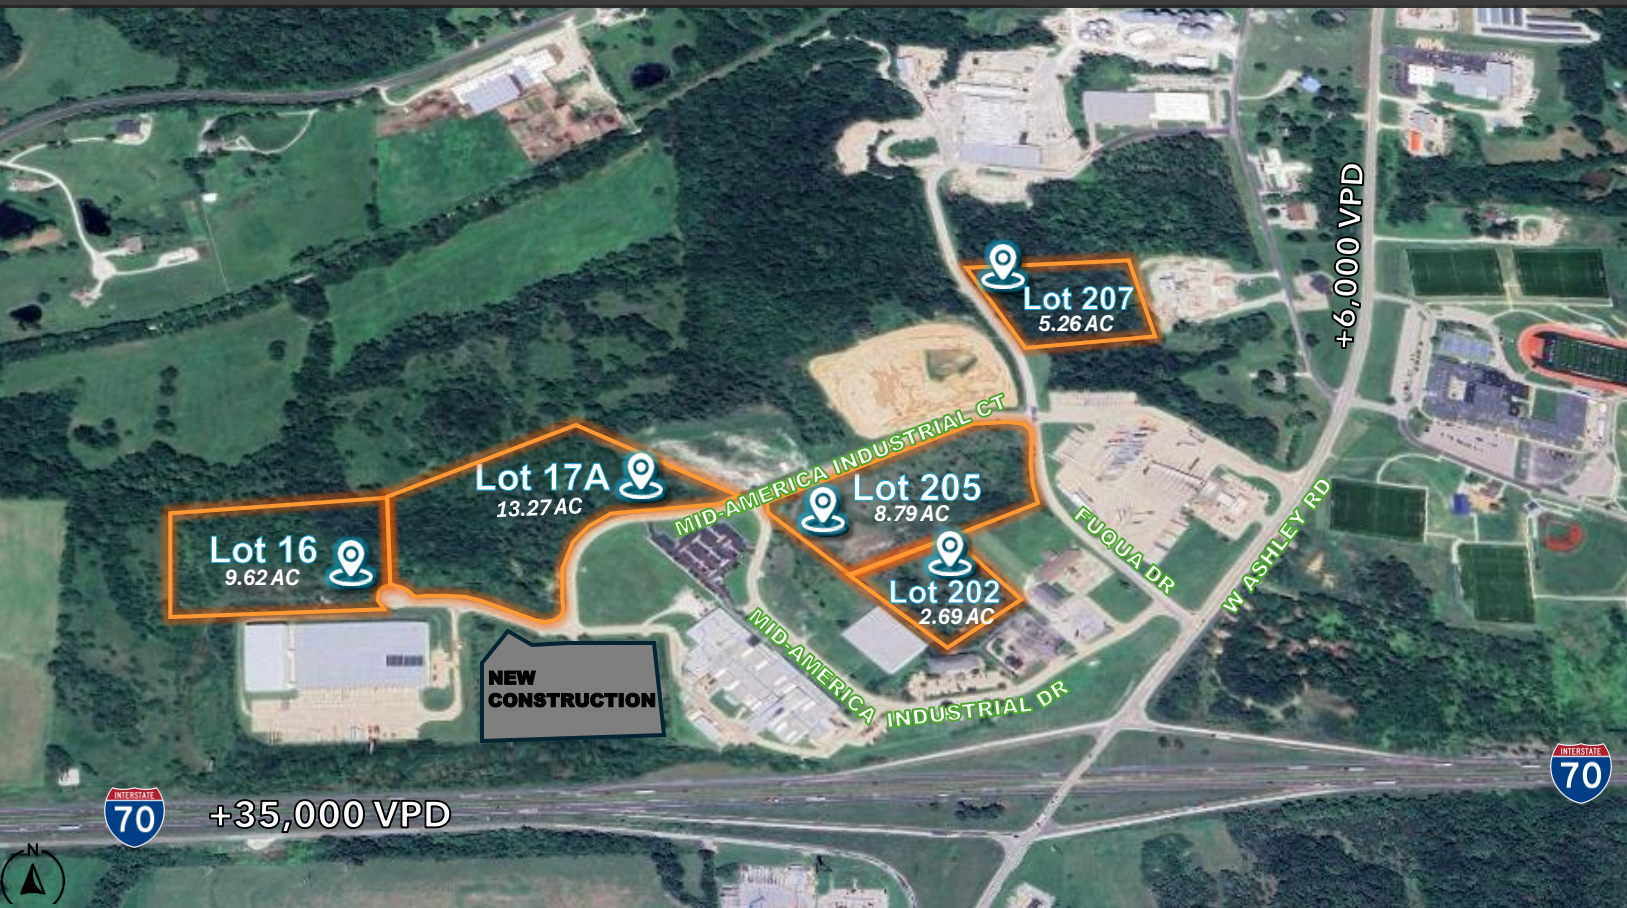 +6,000 VPD
Lot 207
5.26 AC
MID-AMERICA INDUSTRIAL CT
Lot 17A
13.27 AC
Lot 205
8.79 AC
Lot 16
9.62 AC
Lot 202
2.69 AC
FUQUA DR
W ASHLEY RD
MID-AMERICA INDUSTRIAL DR
NEW
CONSTRUCTION
INTERSTATE
70
INTERSTATE
70
+35,000 VPD
N